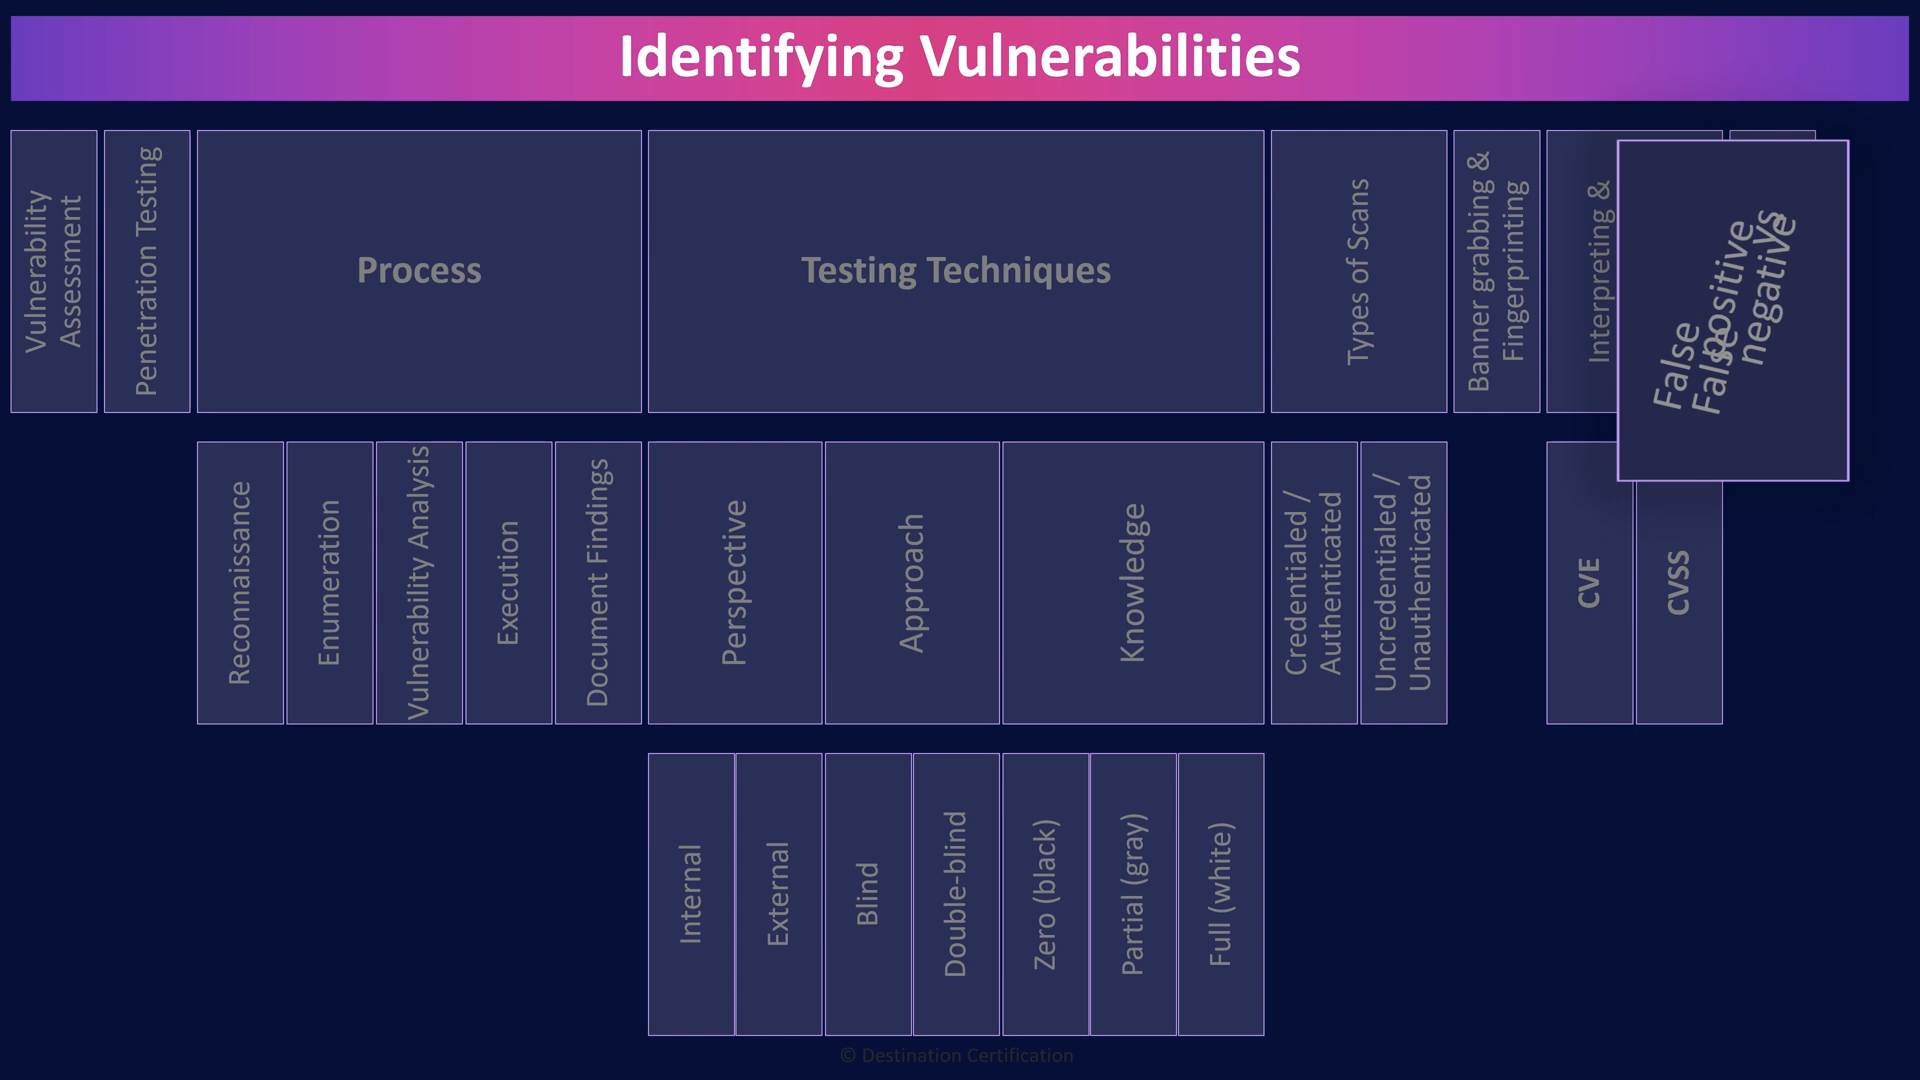 Identifying Vulnerabilities
Vulnerability
Assessment
Penetration Testing
Process
Testing Techniques
Types of Scans
Banner grabbing &
Fingerprinting
Interpreting &
False
positive
False
negative
Reconnaissance
Enumeration
Vulnerability Analysis
Execution
Document Findings
Perspective
Approach
Knowledge
Credentialed /
Authenticated
Uncredentialed /
Unauthenticated
CVE
CVSS
Internal
External
Blind
Double-blind
Zero (black)
Partial (gray)
Full (white)
© Destination Certification